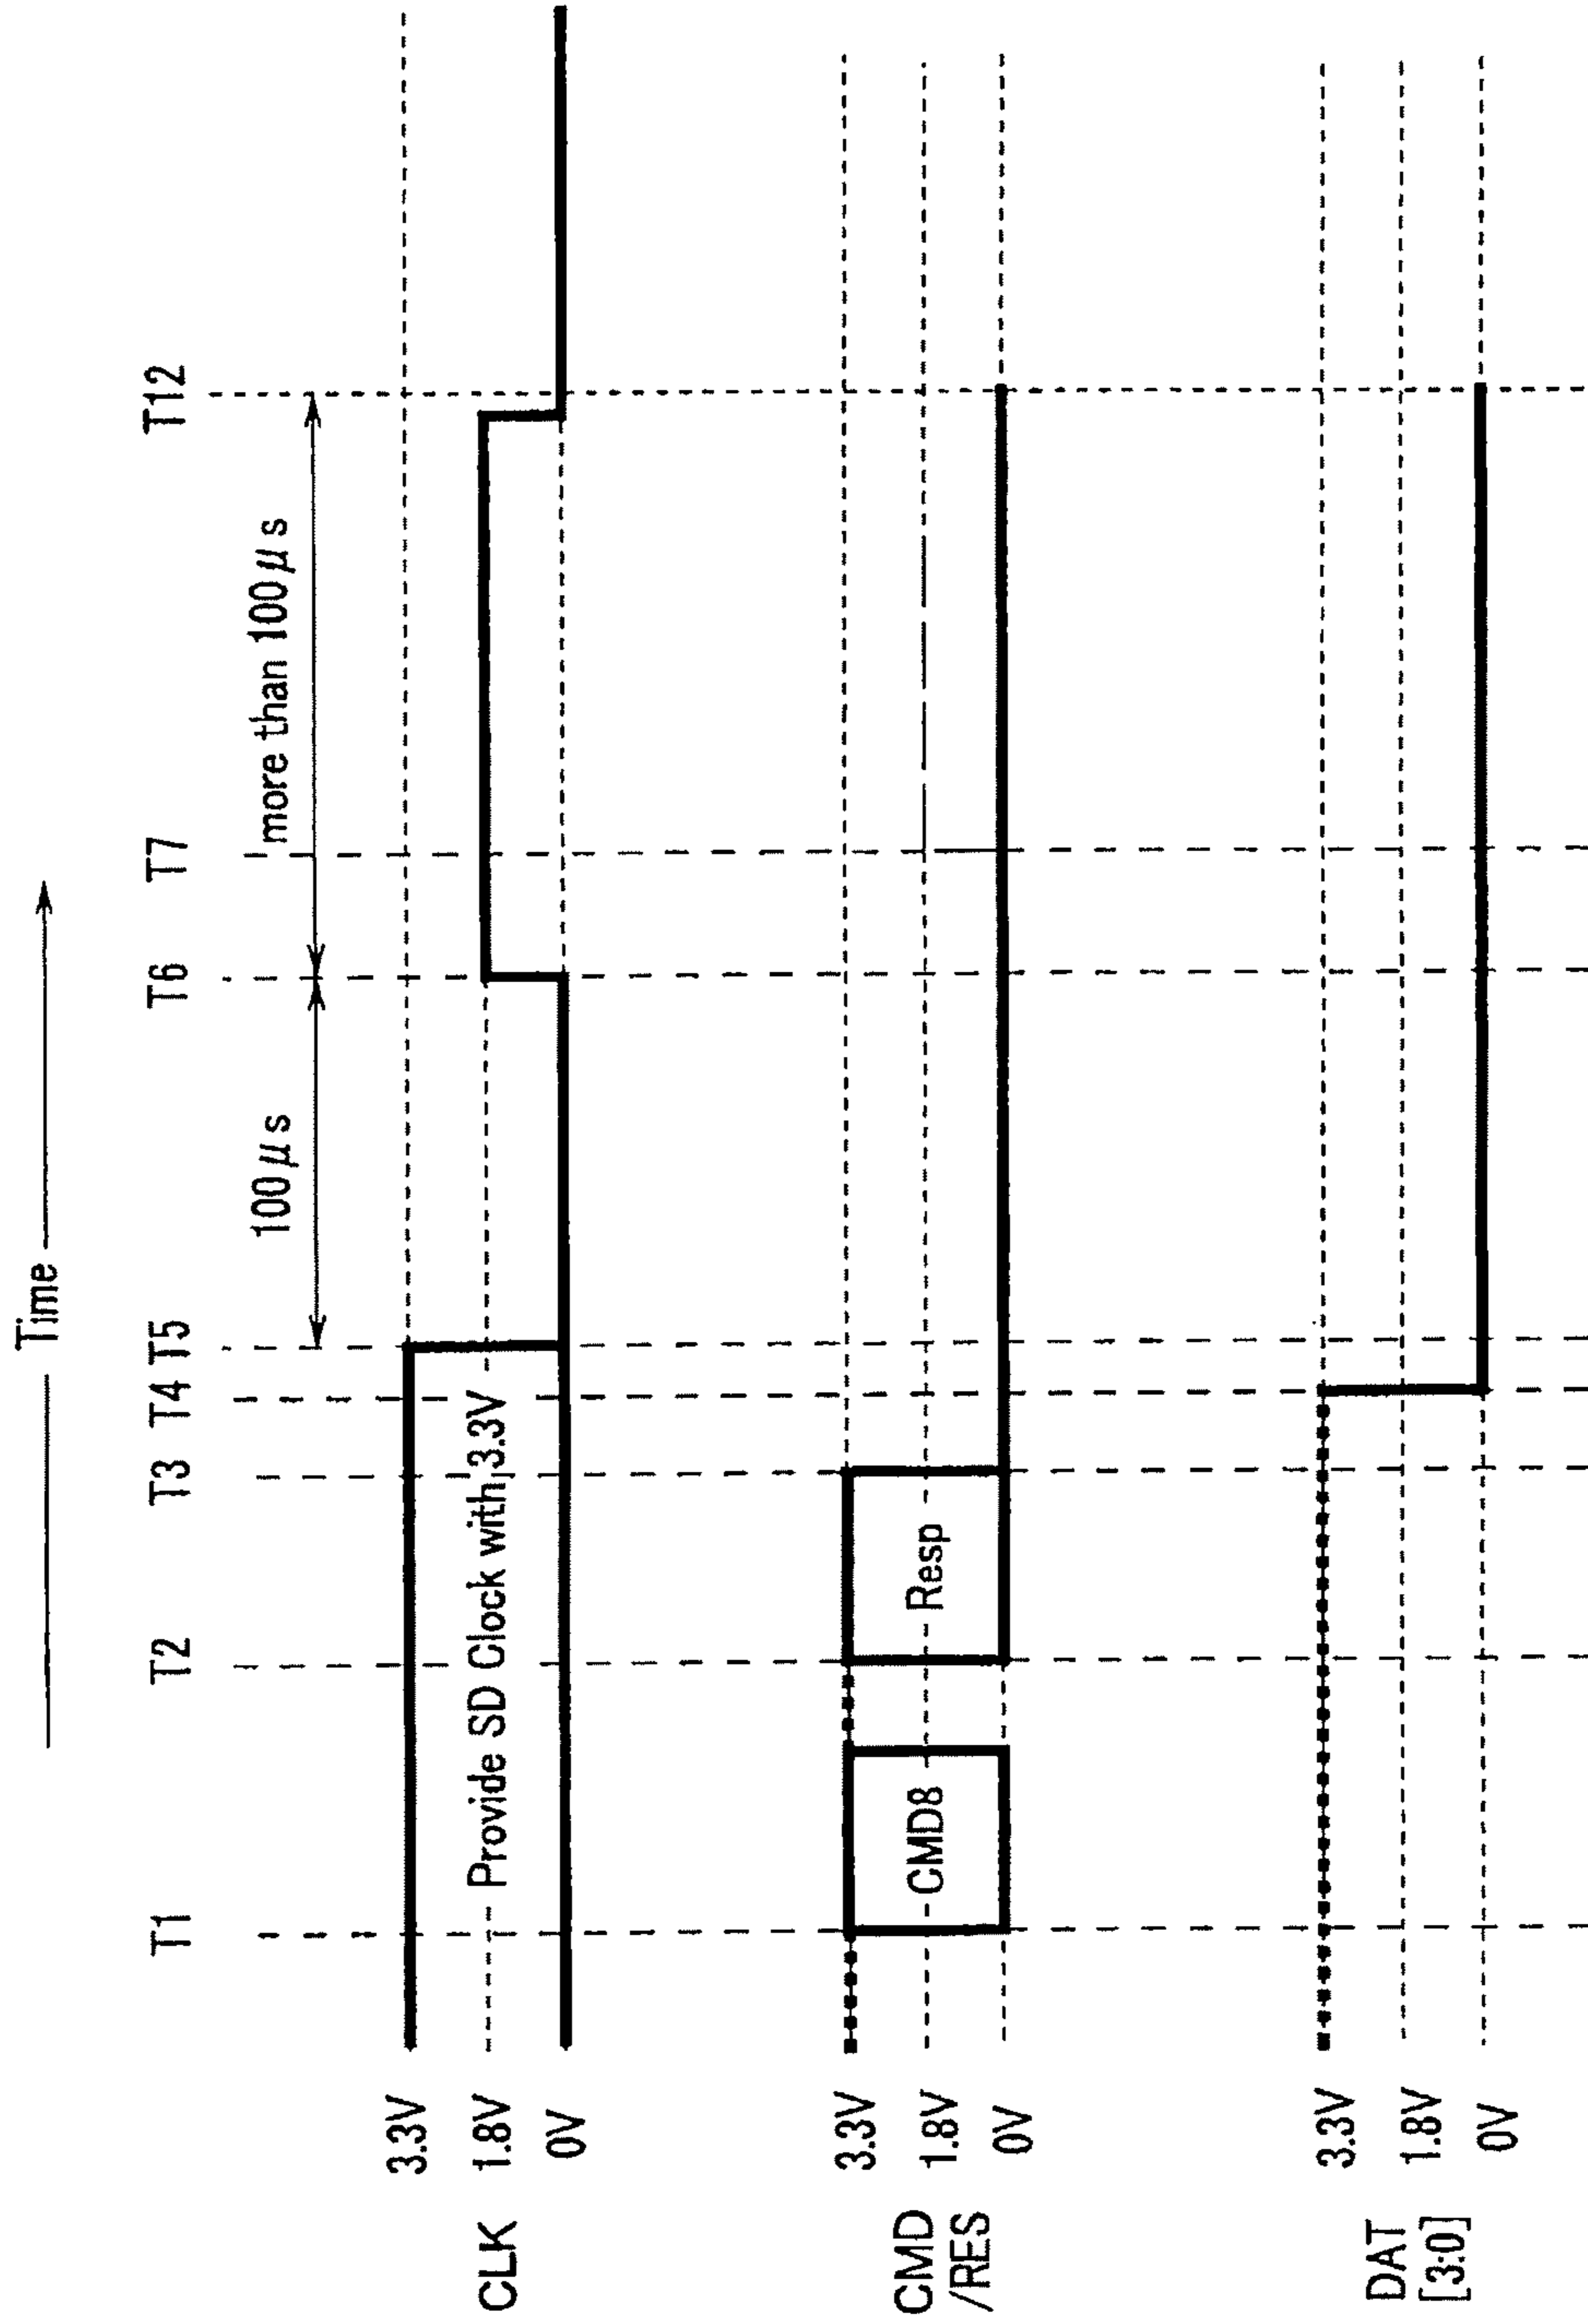 Time
T1
T2
T3
T4
T5
T6
T7
T12
100μs
more than 100μs
CLK
3.3V
1.8V
0V
Provide SD Clock with 3.3V
CMD
/RES
3.3V
1.8V
0V
CMD8
Resp
DAT
[3:0]
3.3V
1.8V
0V